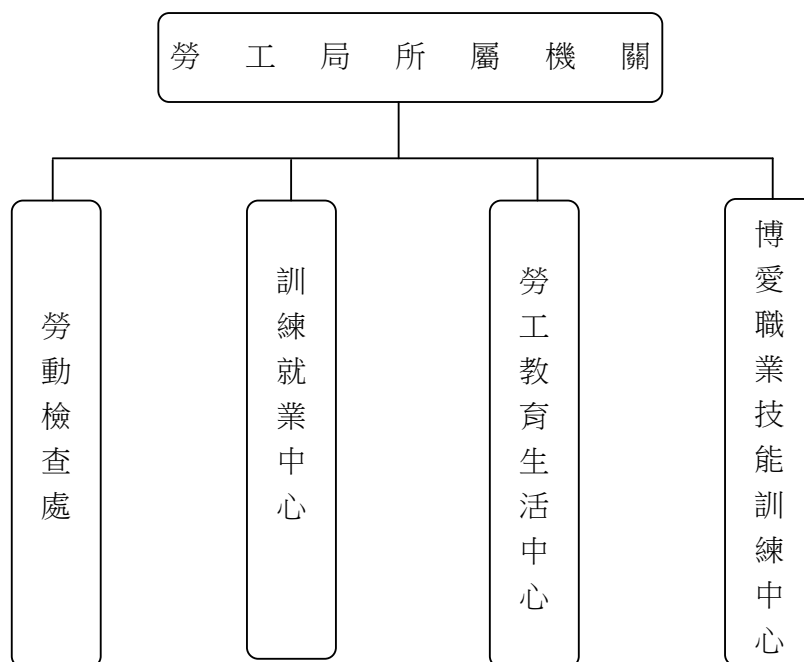 勞工局所屬機關
勞動檢查處
訓練就業中心
勞工教育生活中心
博愛職業技能訓練中心